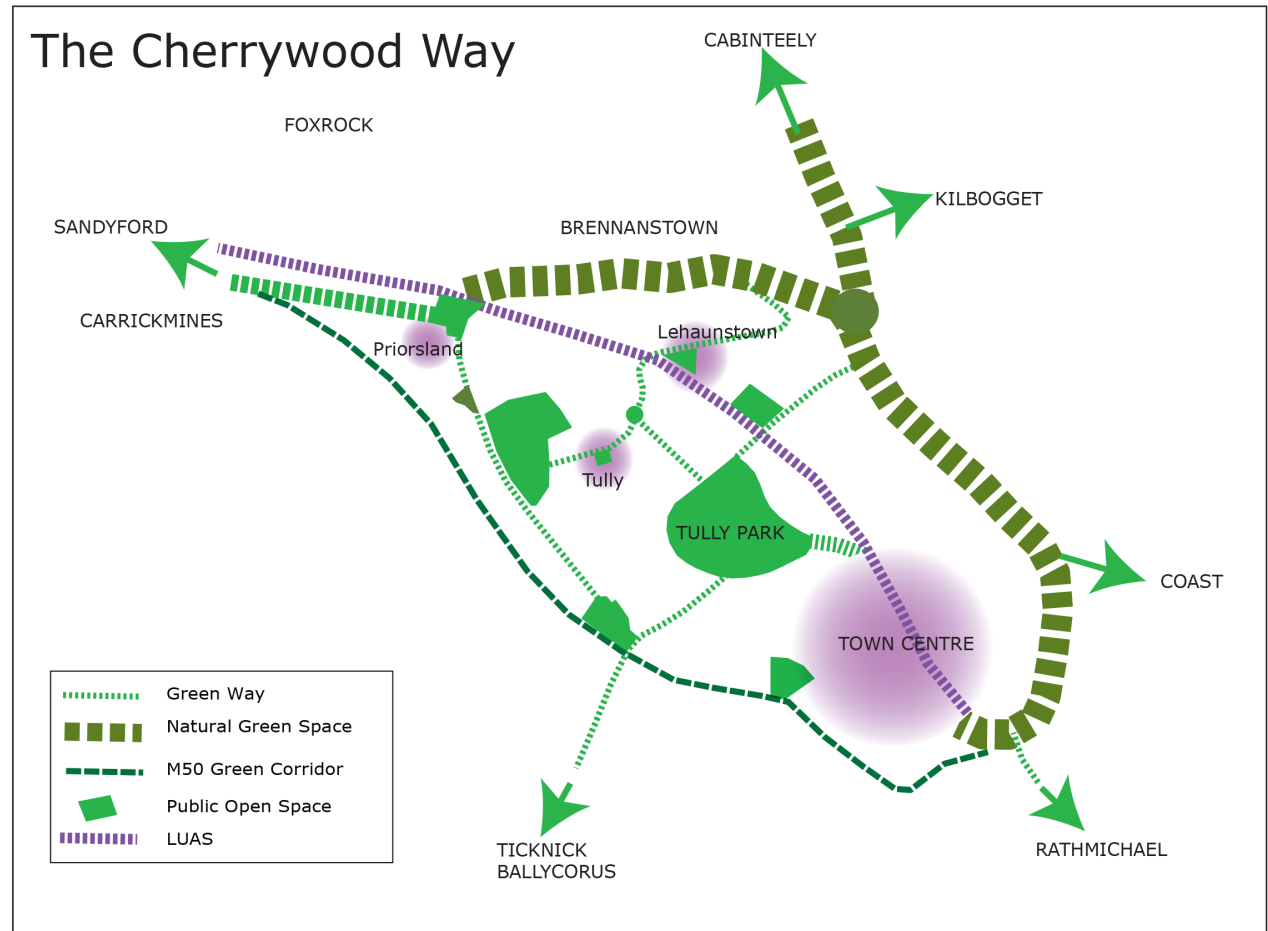 The Cherrywood Way
CABINTEELY
FOXROCK
KILBOGGET
SANDYFORD
BRENNANSTOWN
CARRICKMINES
Lehaunstown
Priorsland
Tully
TULLY PARK
COAST
TOWN CENTRE
Green Way
Natural Green Space
M50 Green Corridor
Public Open Space
LUAS
TICKNICK
BALLYCORUS
RATHMICHAEL